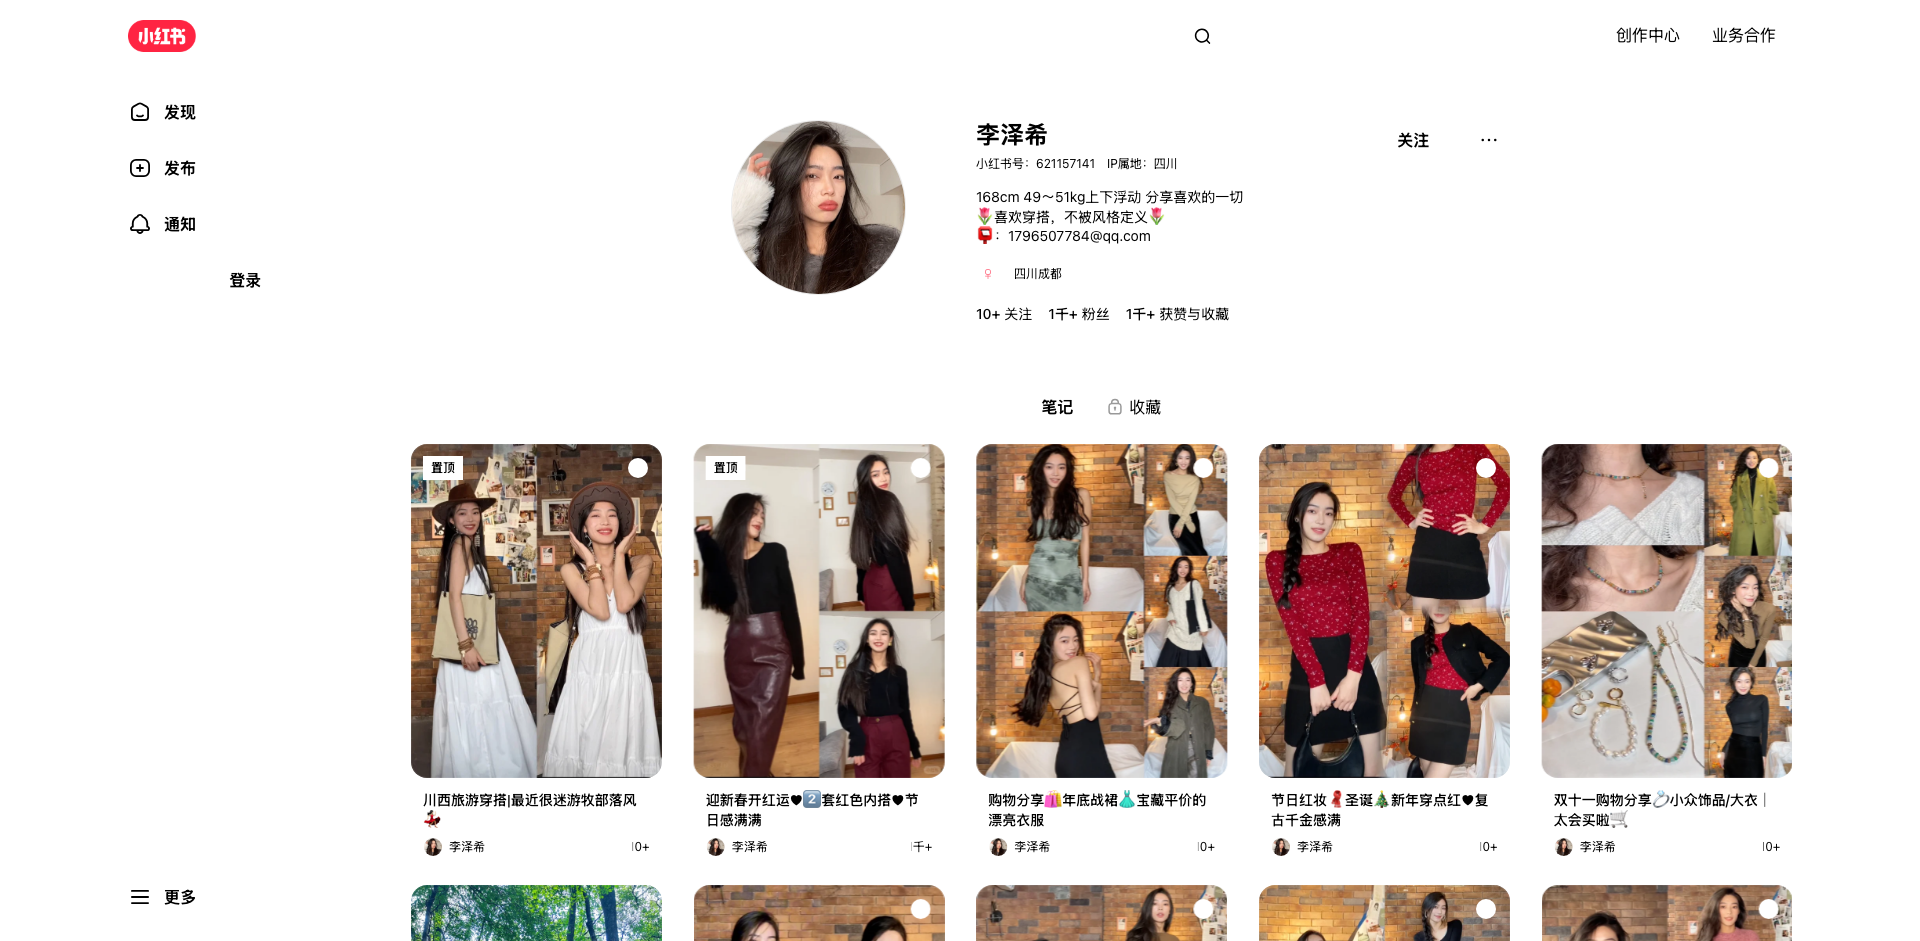 小红书
创作中心 业务合作
发现
发布
通知
登录
李泽希
关注
小红书号：621157141 IP属地：四川
168cm 49～51kg上下浮动 分享喜欢的一切
🌷喜欢穿搭，不被风格定义🌷
📮：1796507784@qq.com
♀ 四川成都
10+ 关注 1千+ 粉丝 1千+ 获赞与收藏
笔记 收藏
置顶
川西旅游穿搭|最近很迷游牧部落风
💃
李泽希 10+
置顶
迎新春开红运♥2️⃣套红色内搭♥节
日感满满
李泽希 1千+
购物分享🛍️年底战裙👗宝藏平价的
漂亮衣服
李泽希 10+
节日红妆🧣圣诞🎄新年穿点红♥复
古千金感满
李泽希 10+
双十一购物分享💍小众饰品/大衣｜
太会买啦🛒
李泽希 10+
更多